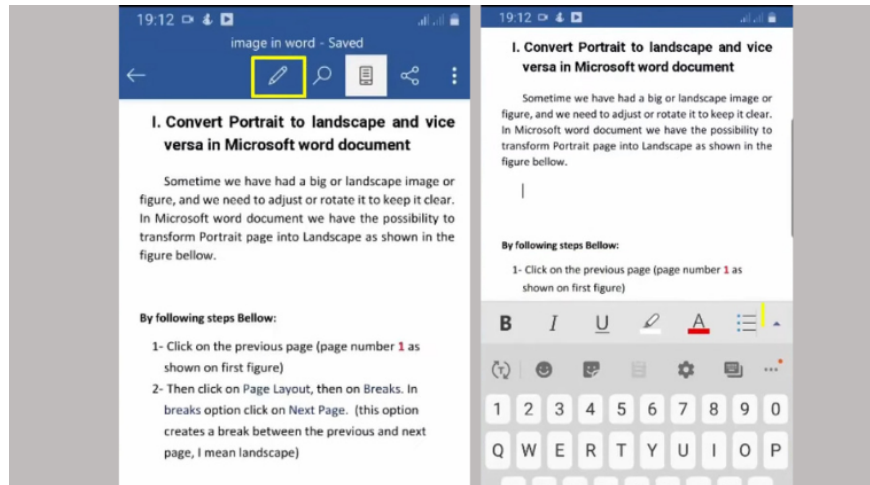 19:12
image in word - Saved
I. Convert Portrait to landscape and vice
versa in Microsoft word document
Sometime we have had a big or landscape image or
figure, and we need to adjust or rotate it to keep it clear.
In Microsoft word document we have the possibility to
transform Portrait page into Landscape as shown in the
figure bellow.
By following steps Bellow:
1- Click on the previous page (page number 1 as
shown on first figure)
2- Then click on Page Layout, then on Breaks. In
breaks option click on Next Page. (this option
creates a break between the previous and next
page, I mean landscape)
19:12
I. Convert Portrait to landscape and vice
versa in Microsoft word document
Sometime we have had a big or landscape image or
figure, and we need to adjust or rotate it to keep it clear.
In Microsoft word document we have the possibility to
transform Portrait page into Landscape as shown in the
figure bellow.
By following steps Bellow:
1- Click on the previous page (page number 1 as
shown on first figure)
B I U A
T
1 2 3 4 5 6 7 8 9 0
Q W E R T Y U I O P